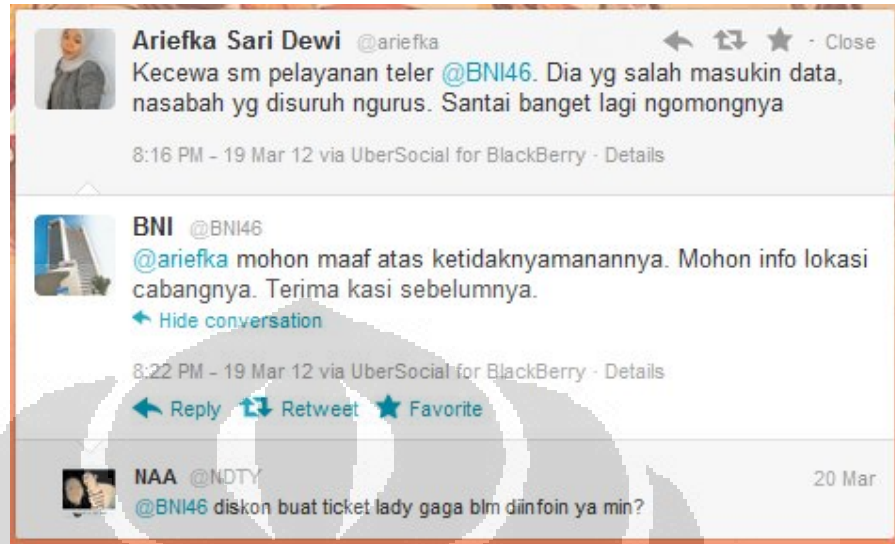 Ariefka Sari Dewi @ariefka · Close
Kecewa sm pelayanan teler @BNI46. Dia yg salah masukin data,
nasabah yg disuruh ngurus. Santai banget lagi ngomongnya
8:16 PM - 19 Mar 12 via UberSocial for BlackBerry · Details
BNI @BNI46
@ariefka mohon maaf atas ketidaknyamanannya. Mohon info lokasi
cabangnya. Terima kasi sebelumnya.
Hide conversation
8:22 PM - 19 Mar 12 via UberSocial for BlackBerry · Details
Reply Retweet Favorite
NAA @NDTY 20 Mar
@BNI46 diskon buat ticket lady gaga blm diinfoin ya min?